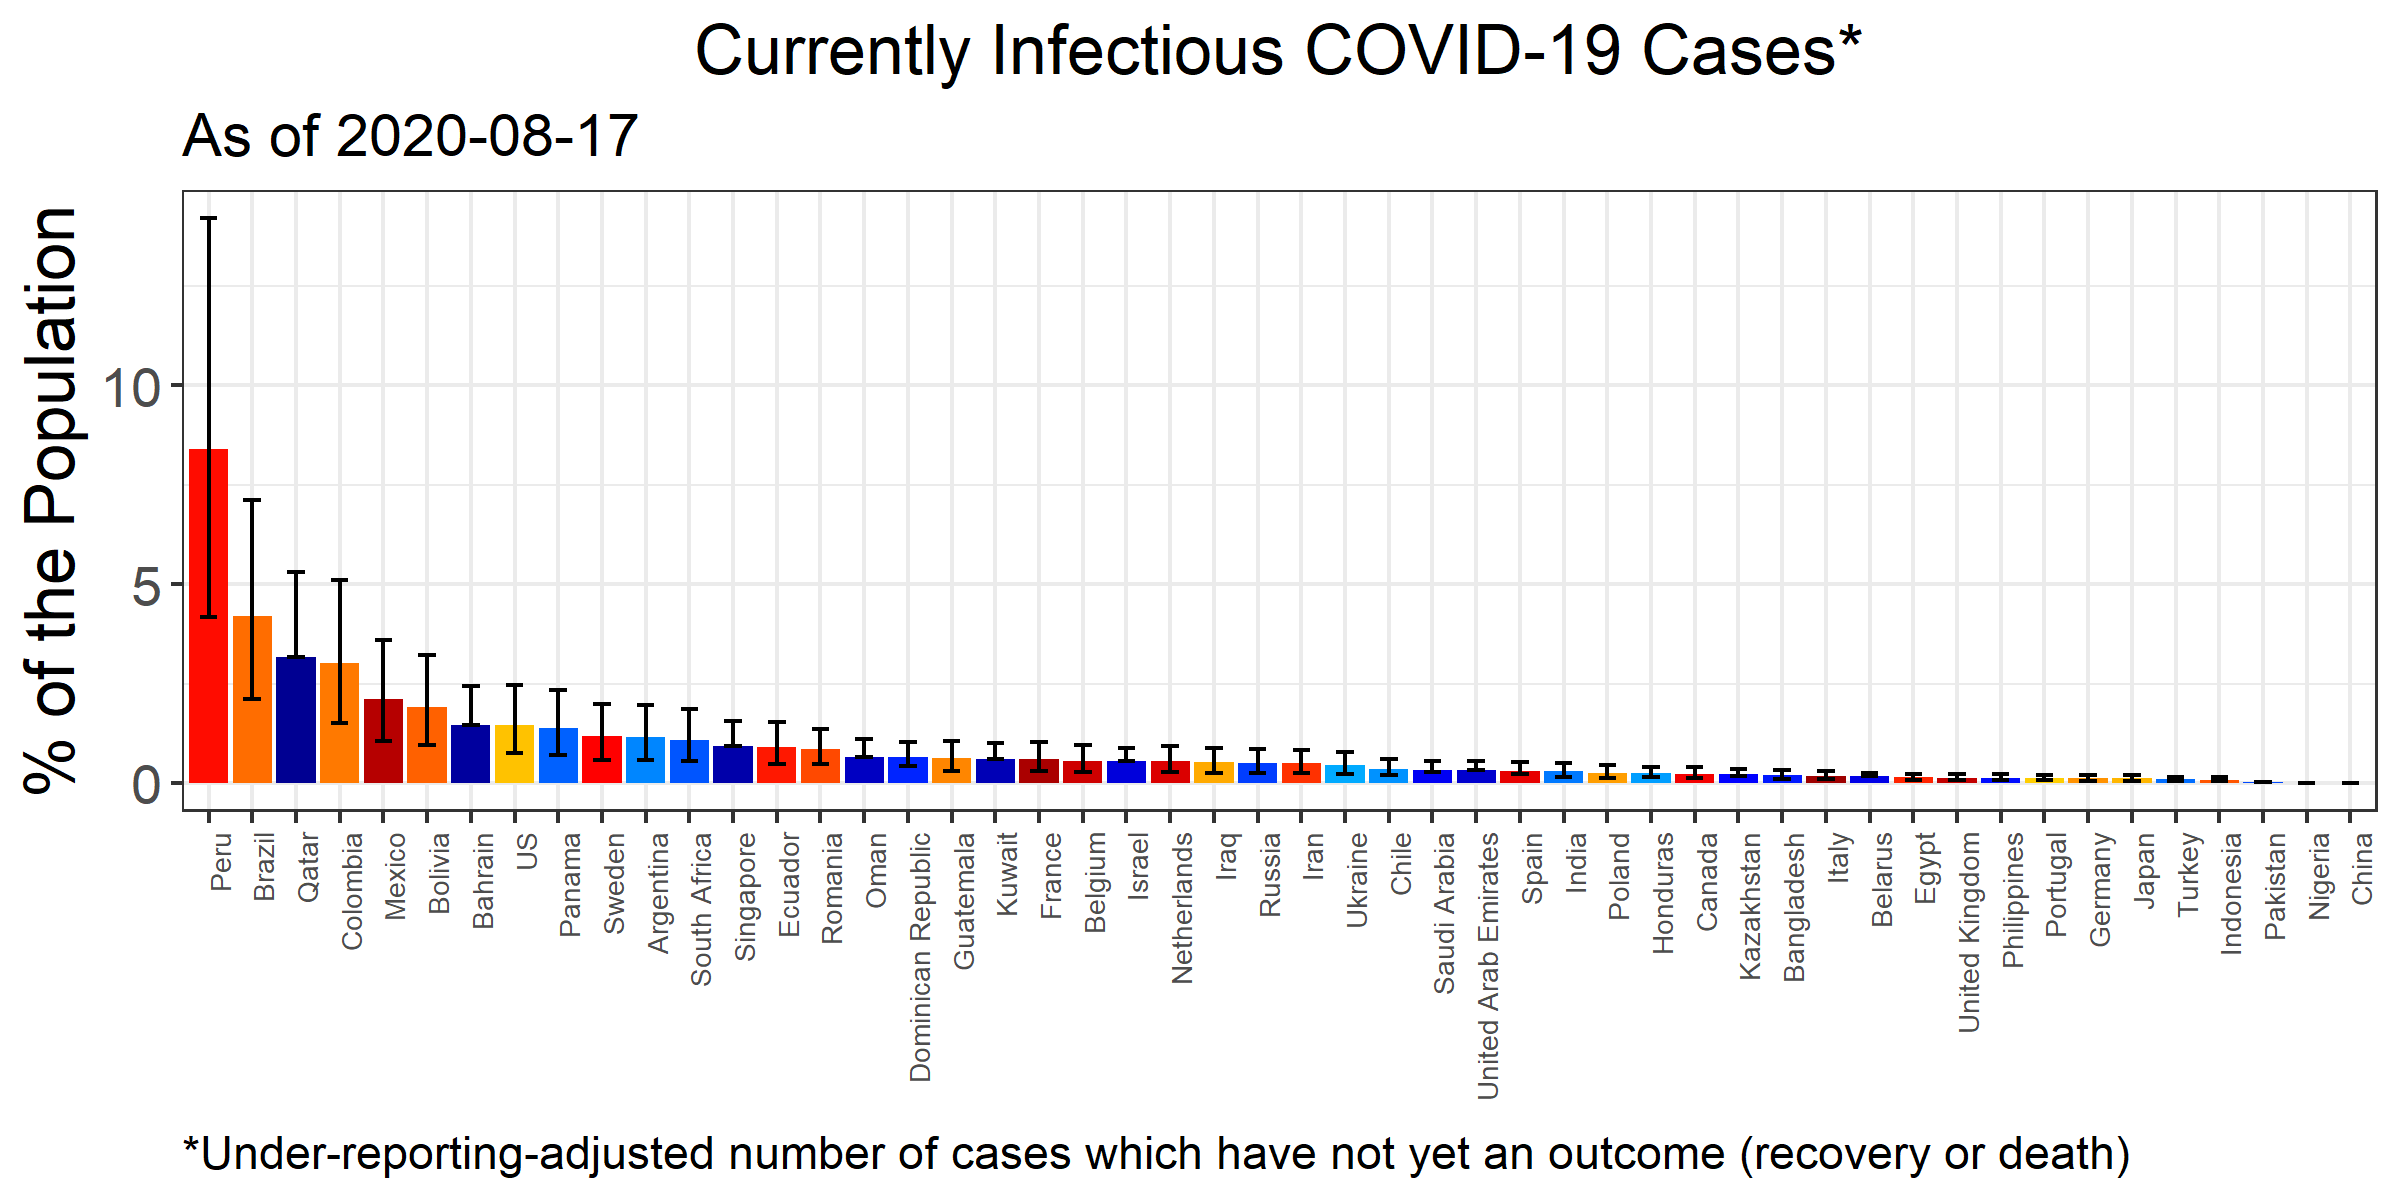 Currently Infectious COVID-19 Cases*
As of 2020-08-17
% of the Population
10
5
0
Peru
Brazil
Qatar
Colombia
Mexico
Bolivia
Bahrain
US
Panama
Sweden
Argentina
South Africa
Singapore
Ecuador
Romania
Oman
Dominican Republic
Guatemala
Kuwait
France
Belgium
Israel
Netherlands
Iraq
Russia
Iran
Ukraine
Chile
Saudi Arabia
United Arab Emirates
Spain
India
Poland
Honduras
Canada
Kazakhstan
Bangladesh
Italy
Belarus
Egypt
United Kingdom
Philippines
Portugal
Germany
Japan
Turkey
Indonesia
Pakistan
Nigeria
China
*Under-reporting-adjusted number of cases which have not yet an outcome (recovery or death)